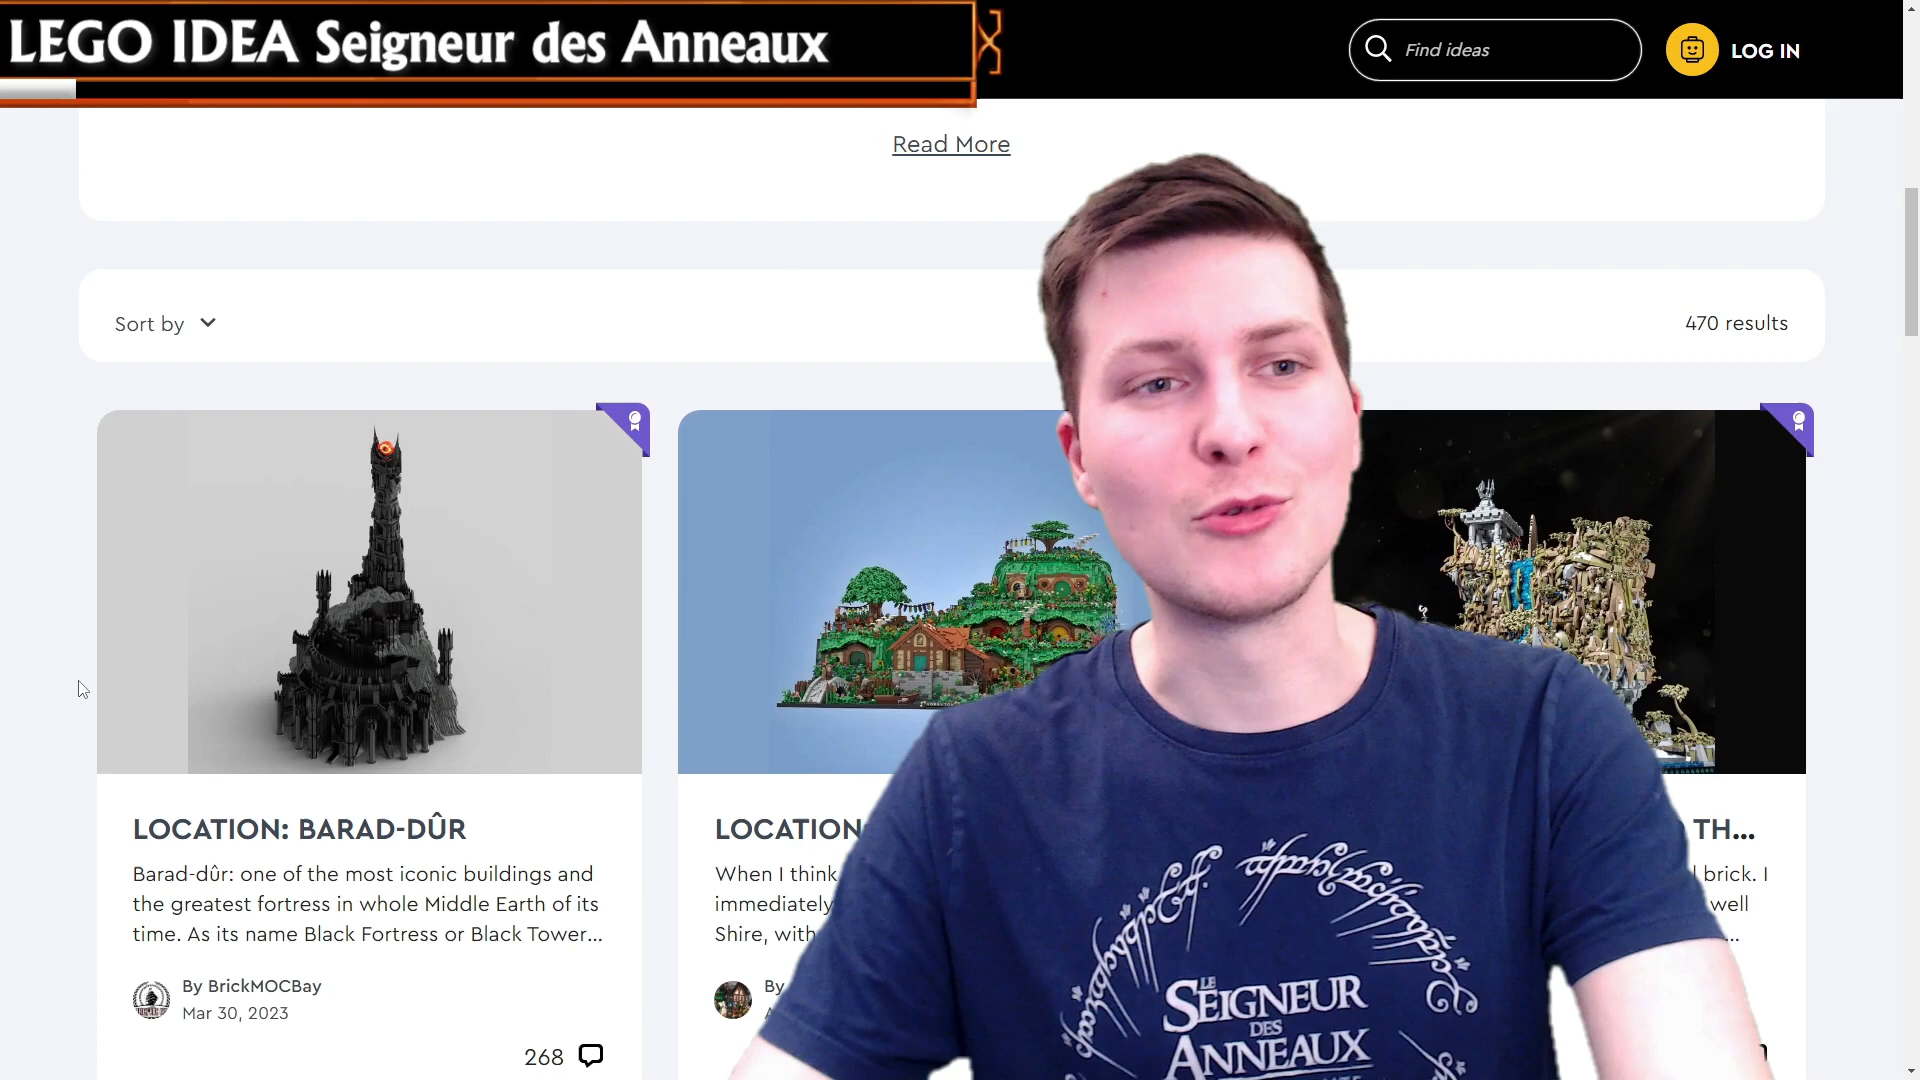 LEGO IDEA Seigneur des Anneaux
Find ideas
LOG IN
Read More
Sort by
470 results
LOCATION: BARAD-DÛR
Barad-dûr: one of the most iconic buildings and
the greatest fortress in whole Middle Earth of its
time. As its name Black Fortress or Black Tower...
By BrickMOCBay
Mar 30, 2023
268
LOCATION
When I think
immediately
Shire, with
By
TH...
brick. I
well
...
LE
SEIGNEUR
DES
ANNEAUX